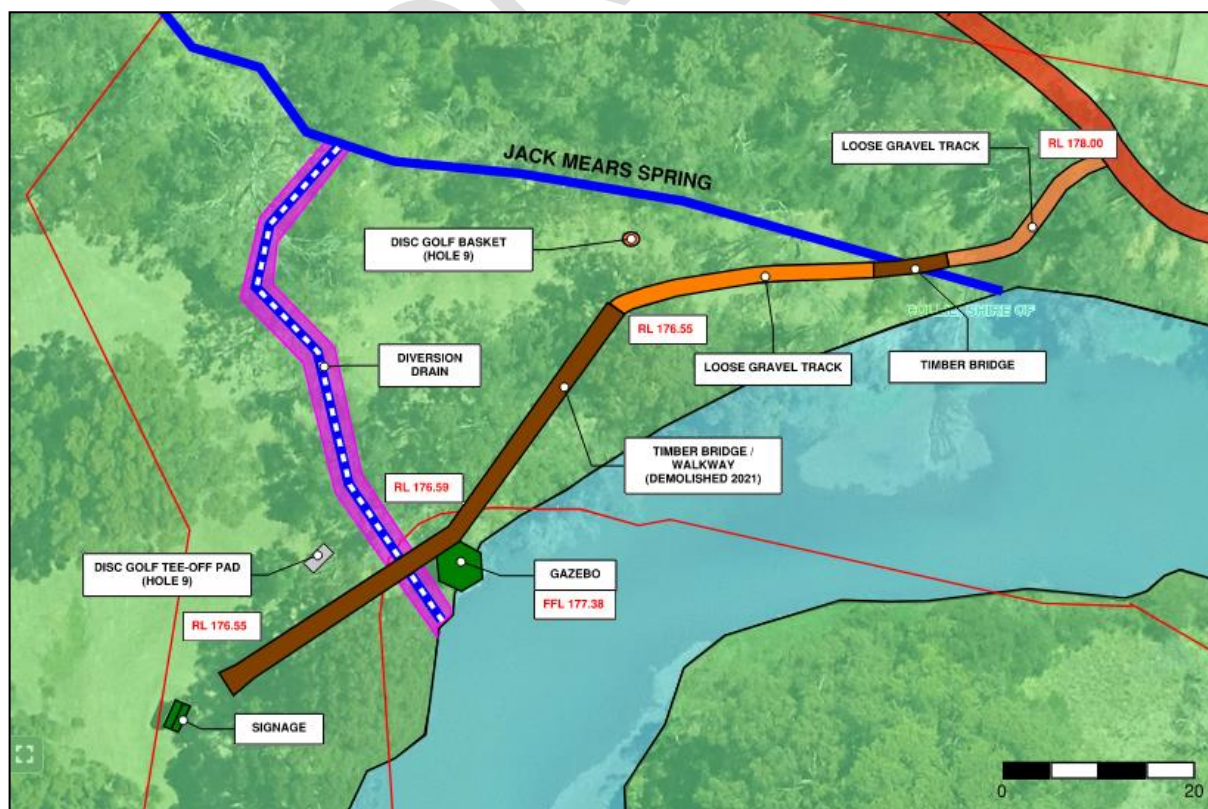 LOOSE GRAVEL TRACK
RL 178.00
JACK MEARS SPRING
DISC GOLF BASKET
(HOLE 9)
RL 176.55
LOOSE GRAVEL TRACK
TIMBER BRIDGE
DIVERSION
DRAIN
TIMBER BRIDGE /
WALKWAY
(DEMOLISHED 2021)
RL 176.59
DISC GOLF TEE-OFF PAD
(HOLE 9)
GAZEBO
FFL 177.38
RL 176.55
SIGNAGE
SHIRE OF
0
20